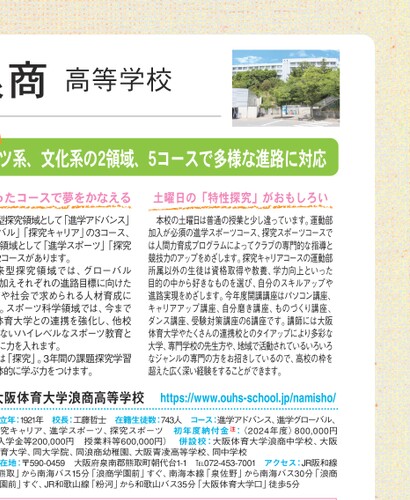 浪商 高等学校
ツ系、文化系の2領域、5コースで多様な進路に対応
ったコースで夢をかなえる
型探究領域として「進学アドバンス」
バル」「探究キャリア」の3コース、
領域として「進学スポーツ」「探究
2コースがあります。
来型探究領域では、グローバル
加えそれぞれの進路目標に向けた
や社会で求められる人材育成に
。スポーツ科学領域では、今まで
体育大学との連携を強化し、他校
ないハイレベルなスポーツ教育と
に力を入れます。
は「探究」。3年間の課題探究学習
体的に学ぶ力をつけます。
土曜日の「特性探究」がおもしろい
本校の土曜日は普通の授業と少し違っています。運動部
加入が必須の進学スポーツコース、探究スポーツコースで
は人間力育成プログラムによってクラブの専門的な指導と
競技力のアップをめざします。探究キャリアコースの運動部
所属以外の生徒は資格取得や教養、学力向上といった
目的の中から好きなものを選び、自分のスキルアップや
進路実現をめざします。今年度開講講座はパソコン講座、
キャリアアップ講座、自分磨き講座、ものづくり講座、
ダンス講座、受験対策講座の6講座です。講師には大阪
体育大学やたくさんの連携校とのタイアップにより多彩な
大学、専門学校の先生方や、地域で活動されているいろいろ
なジャンルの専門の方をお招きしているので、高校の枠を
超えた広く深い経験をすることができます。
大阪体育大学浪商高等学校 https://www.ouhs-school.jp/namisho/
立年：1921年 校長：工藤哲士 在籍生徒数：743人 コース：進学アドバンス、進学グローバル、
究キャリア、進学スポーツ、探究スポーツ 初年度納付金注：（2024年度）800,000円
入学金等200,000円 授業料等600,000円） 併設校：大阪体育大学浪商中学校、大阪
育大学、同大学院、同浪商幼稚園、大阪青凌高等学校、同中学校
在地：〒590-0459 大阪府泉南郡熊取町朝代台1-1 TEL072-453-7001 アクセス：JR阪和線
熊取」から南海バス15分「浪商学園前」すぐ、南海本線「泉佐野」から南海バス30分「浪商
園前」すぐ、JR和歌山線「粉河」から和歌山バス35分「大阪体育大学口」徒歩5分